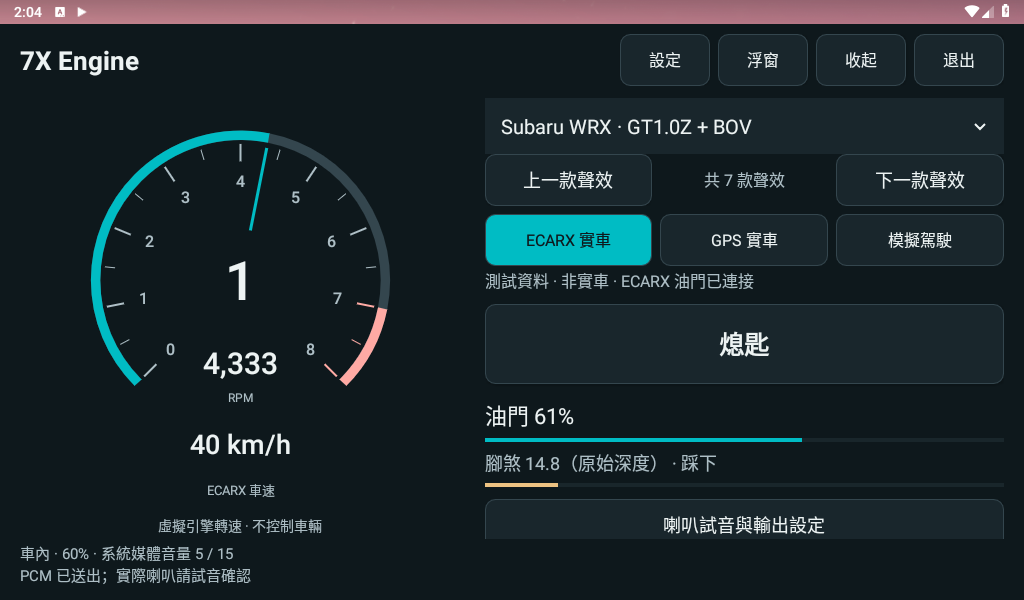 2:04 A
7X Engine
設定 浮窗 收起 退出
Subaru WRX · GT1.0Z + BOV
上一款聲效 共 7 款聲效 下一款聲效
ECARX 實車 GPS 實車 模擬駕駛
測試資料 · 非實車 · ECARX 油門已連接
熄匙
油門 61%
腳煞 14.8（原始深度） · 踩下
喇叭試音與輸出設定
0 1 2 3 4 5 6 7 8
1
4,333
RPM
40 km/h
ECARX 車速
虛擬引擎轉速 · 不控制車輛
車內 · 60% · 系統媒體音量 5 / 15
PCM 已送出；實際喇叭請試音確認